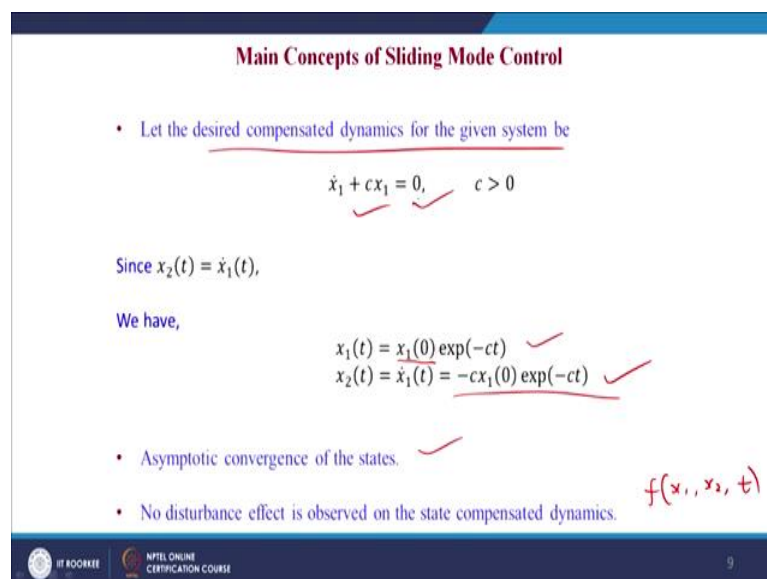 Main Concepts of Sliding Mode Control
• Let the desired compensated dynamics for the given system be
ẋ₁ + cx₁ = 0, c > 0
Since x₂(t) = ẋ₁(t),
We have,
x₁(t) = x₁(0) exp(−ct)
x₂(t) = ẋ₁(t) = −cx₁(0) exp(−ct)
• Asymptotic convergence of the states.
f(x₁, x₂, t)
• No disturbance effect is observed on the state compensated dynamics.
IIT ROORKEE
NPTEL ONLINE
CERTIFICATION COURSE
9